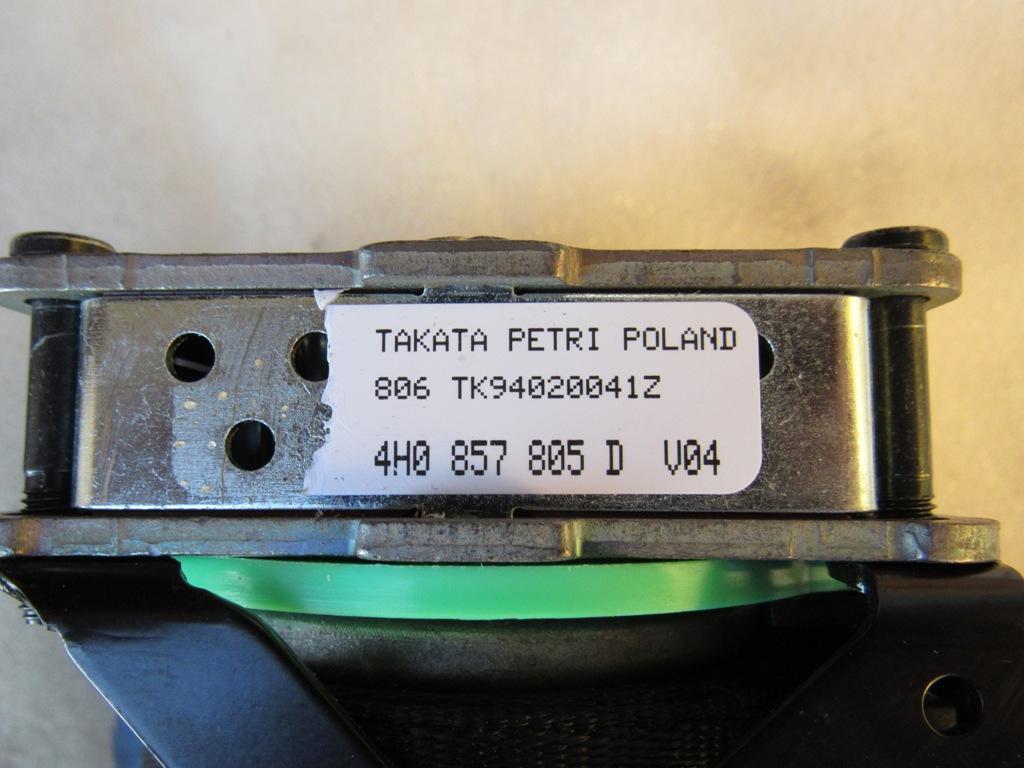 TAKATA PETRI POLAND
806 TK94020041Z
4H0 857 805 D V04